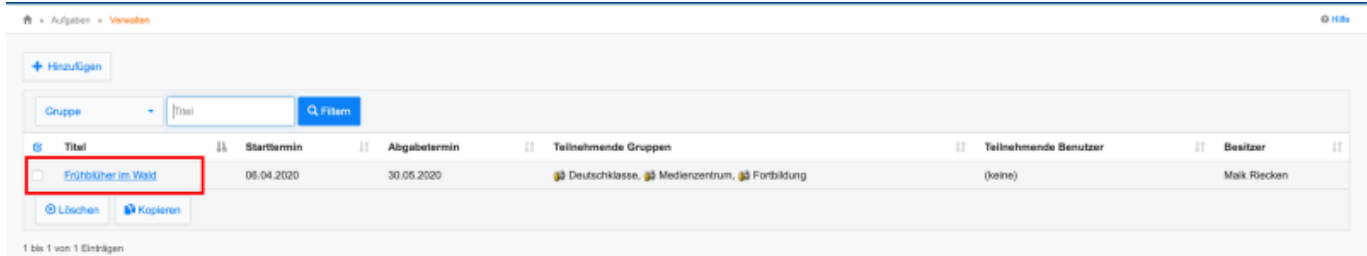 » Aufgaben » Verwalten Hilfe
Hinzufügen
Gruppe Titel Filtern
Titel Starttermin Abgabetermin Teilnehmende Gruppen Teilnehmende Benutzer Besitzer
Frühblüher im Wald 06.04.2020 30.05.2020 Deutschklasse, Medienzentrum, Fortbildung (keine) Maik Riecken
Löschen Kopieren
1 bis 1 von 1 Einträgen